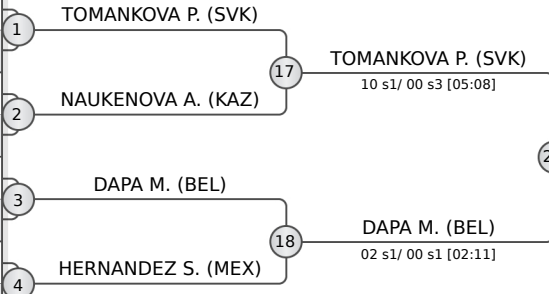 TOMANKOVA P. (SVK)
1
17
TOMANKOVA P. (SVK)
10 s1/ 00 s3 [05:08]
NAUKENOVA A. (KAZ)
2
2
DAPA M. (BEL)
3
18
DAPA M. (BEL)
02 s1/ 00 s1 [02:11]
HERNANDEZ S. (MEX)
4